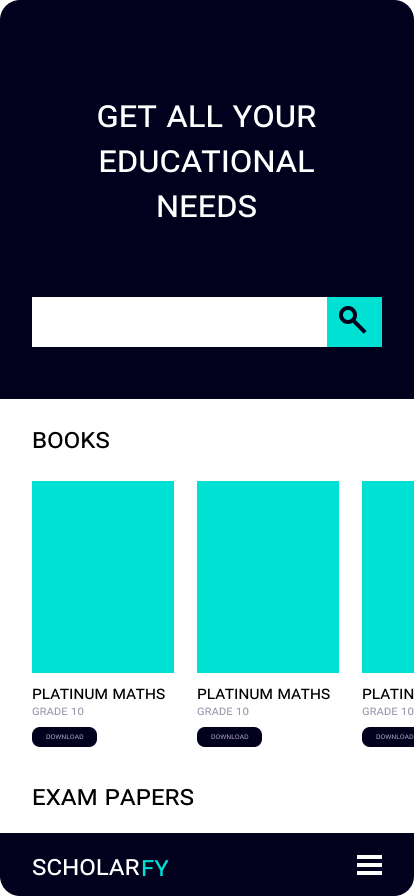 GET ALL YOUR
EDUCATIONAL
NEEDS
BOOKS
PLATINUM MATHS
GRADE 10
DOWNLOAD
PLATINUM MATHS
GRADE 10
DOWNLOAD
PLATIN
GRADE 10
DOWNLOAD
EXAM PAPERS
SCHOLARFY